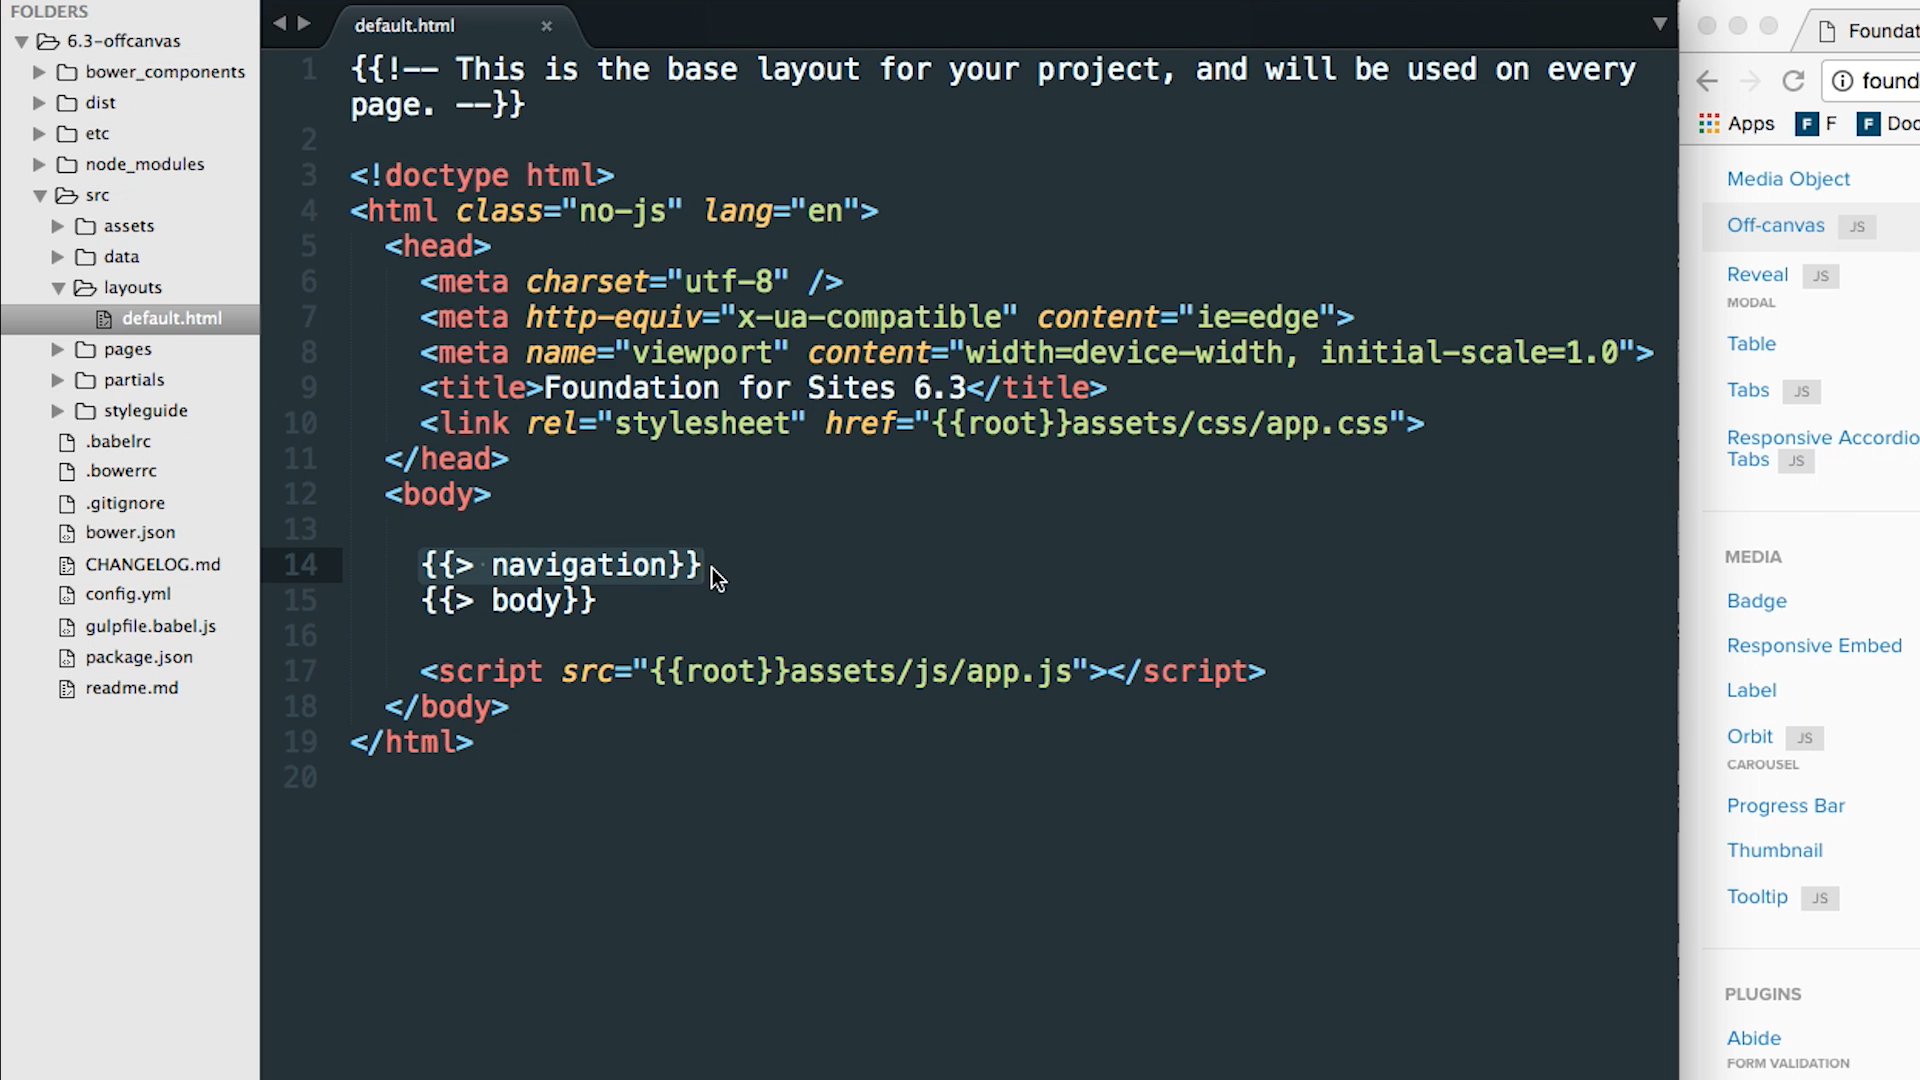 FOLDERS
6.3-offcanvas
bower_components
dist
etc
node_modules
src
assets
data
layouts
default.html
pages
partials
styleguide
.babelrc
.bowerrc
.gitignore
bower.json
CHANGELOG.md
config.yml
gulpfile.babel.js
package.json
readme.md
default.html ×
1 {{!-- This is the base layout for your project, and will be used on every
page. --}}
2
3 <!doctype html>
4 <html class="no-js" lang="en">
5 <head>
6 <meta charset="utf-8" />
7 <meta http-equiv="x-ua-compatible" content="ie=edge">
8 <meta name="viewport" content="width=device-width, initial-scale=1.0">
9 <title>Foundation for Sites 6.3</title>
10 <link rel="stylesheet" href="{{root}}assets/css/app.css">
11 </head>
12 <body>
13
14 {{> navigation}}
15 {{> body}}
16
17 <script src="{{root}}assets/js/app.js"></script>
18 </body>
19 </html>
20
Foundat
found
Apps F F F Doc
Media Object
Off-canvas JS
Reveal JS
MODAL
Table
Tabs JS
Responsive Accordio
Tabs JS
MEDIA
Badge
Responsive Embed
Label
Orbit JS
CAROUSEL
Progress Bar
Thumbnail
Tooltip JS
PLUGINS
Abide
FORM VALIDATION